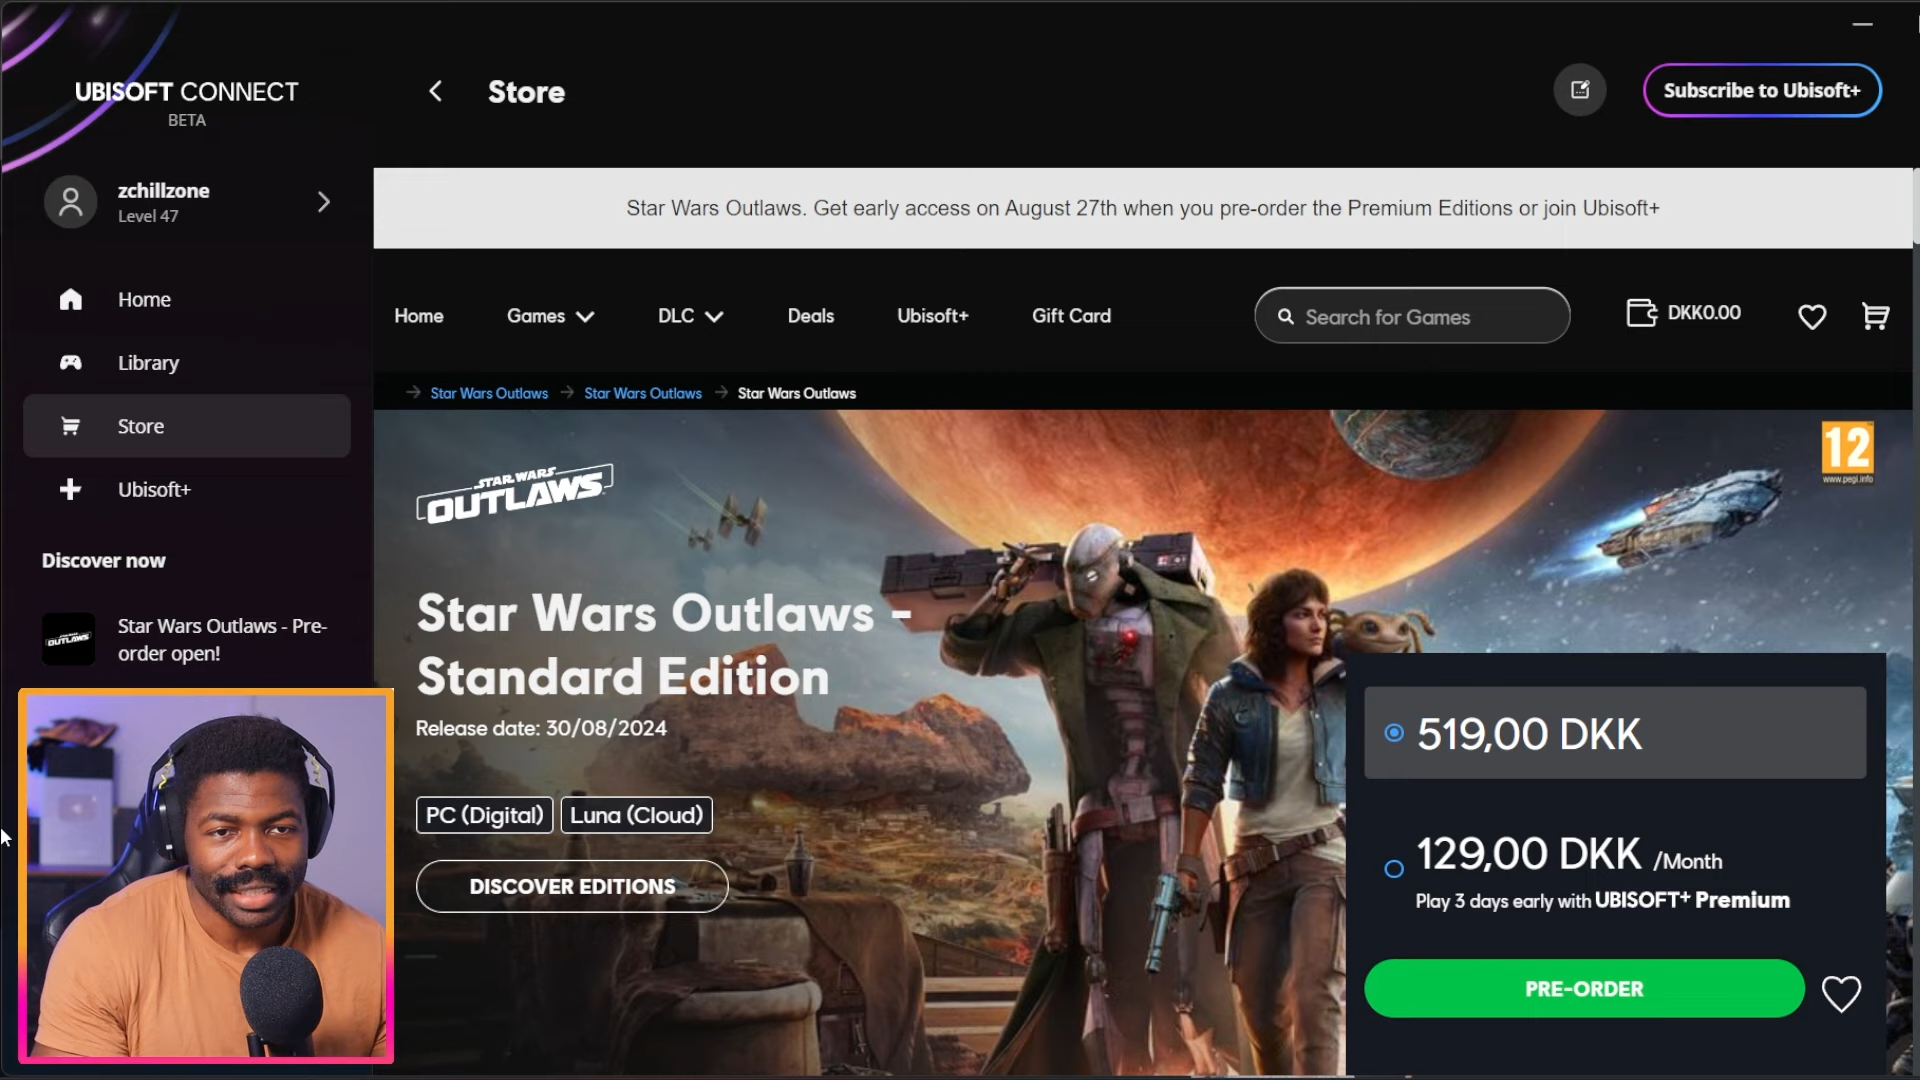 UBISOFT CONNECT
BETA
Store
Subscribe to Ubisoft+
zchillzone
Level 47
Star Wars Outlaws. Get early access on August 27th when you pre-order the Premium Editions or join Ubisoft+
Home
Library
Store
Ubisoft+
Home
Games
DLC
Deals
Ubisoft+
Gift Card
Search for Games
DKK0.00
Star Wars Outlaws
Star Wars Outlaws
Star Wars Outlaws
Discover now
OUTLAWS
Star Wars Outlaws - Pre-
order open!
STAR WARS
OUTLAWS
12
www.pegi.info
Star Wars Outlaws -
Standard Edition
Release date: 30/08/2024
PC (Digital)
Luna (Cloud)
DISCOVER EDITIONS
519,00 DKK
129,00 DKK /Month
Play 3 days early with UBISOFT+ Premium
PRE-ORDER